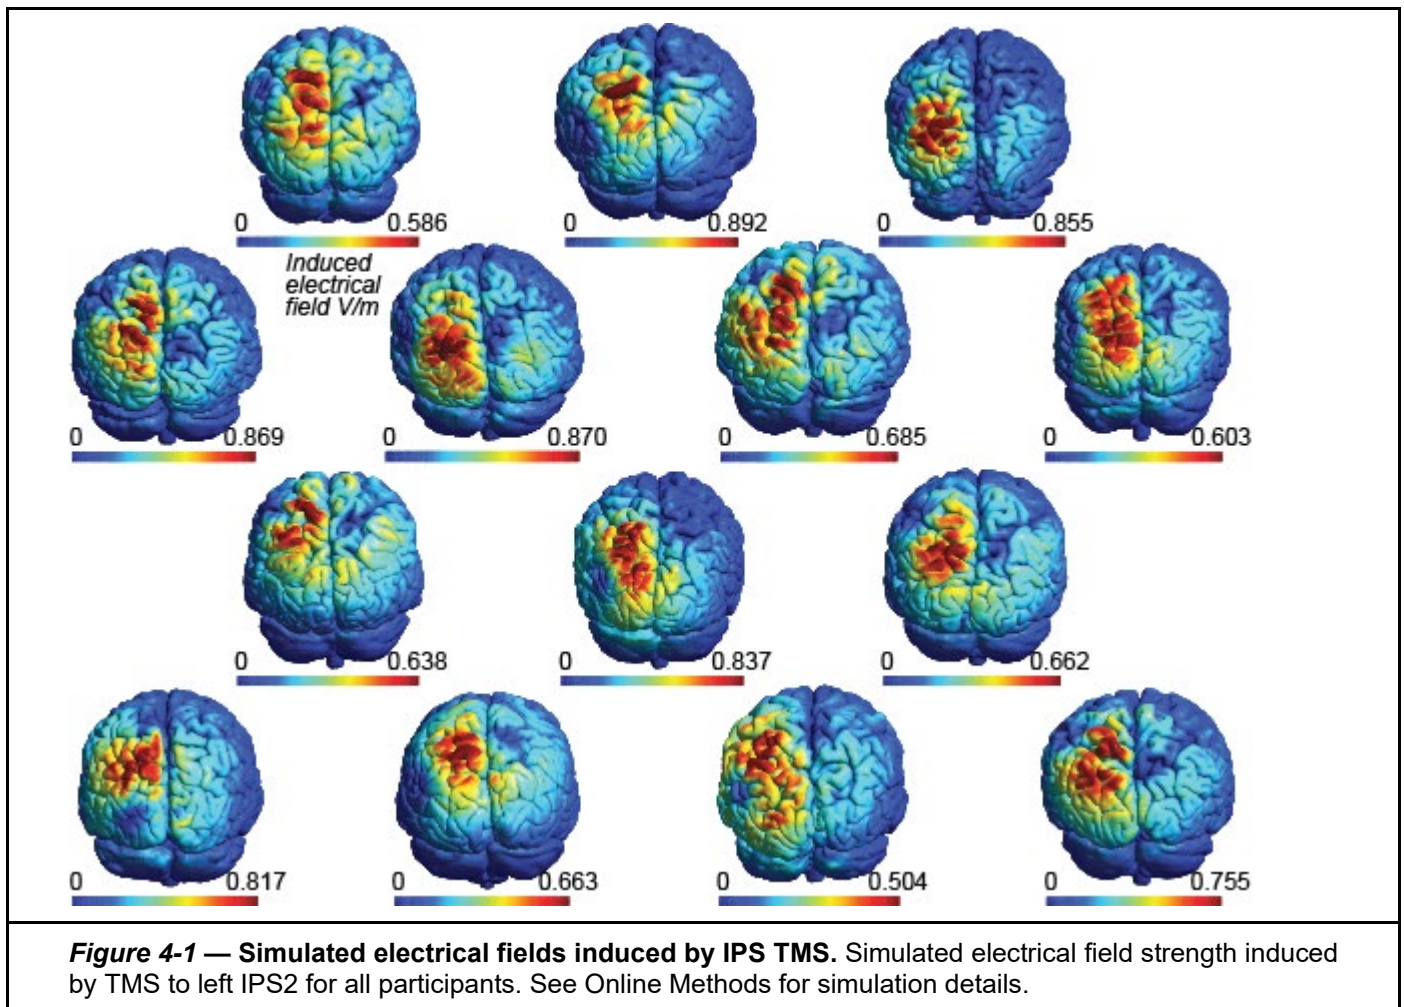 0 0.586
0 0.892
0 0.855
Induced
electrical
field V/m
0 0.869
0 0.870
0 0.685
0 0.603
0 0.638
0 0.837
0 0.662
0 0.817
0 0.663
0 0.504
0 0.755
Figure 4-1 — Simulated electrical fields induced by IPS TMS. Simulated electrical field strength induced
by TMS to left IPS2 for all participants. See Online Methods for simulation details.